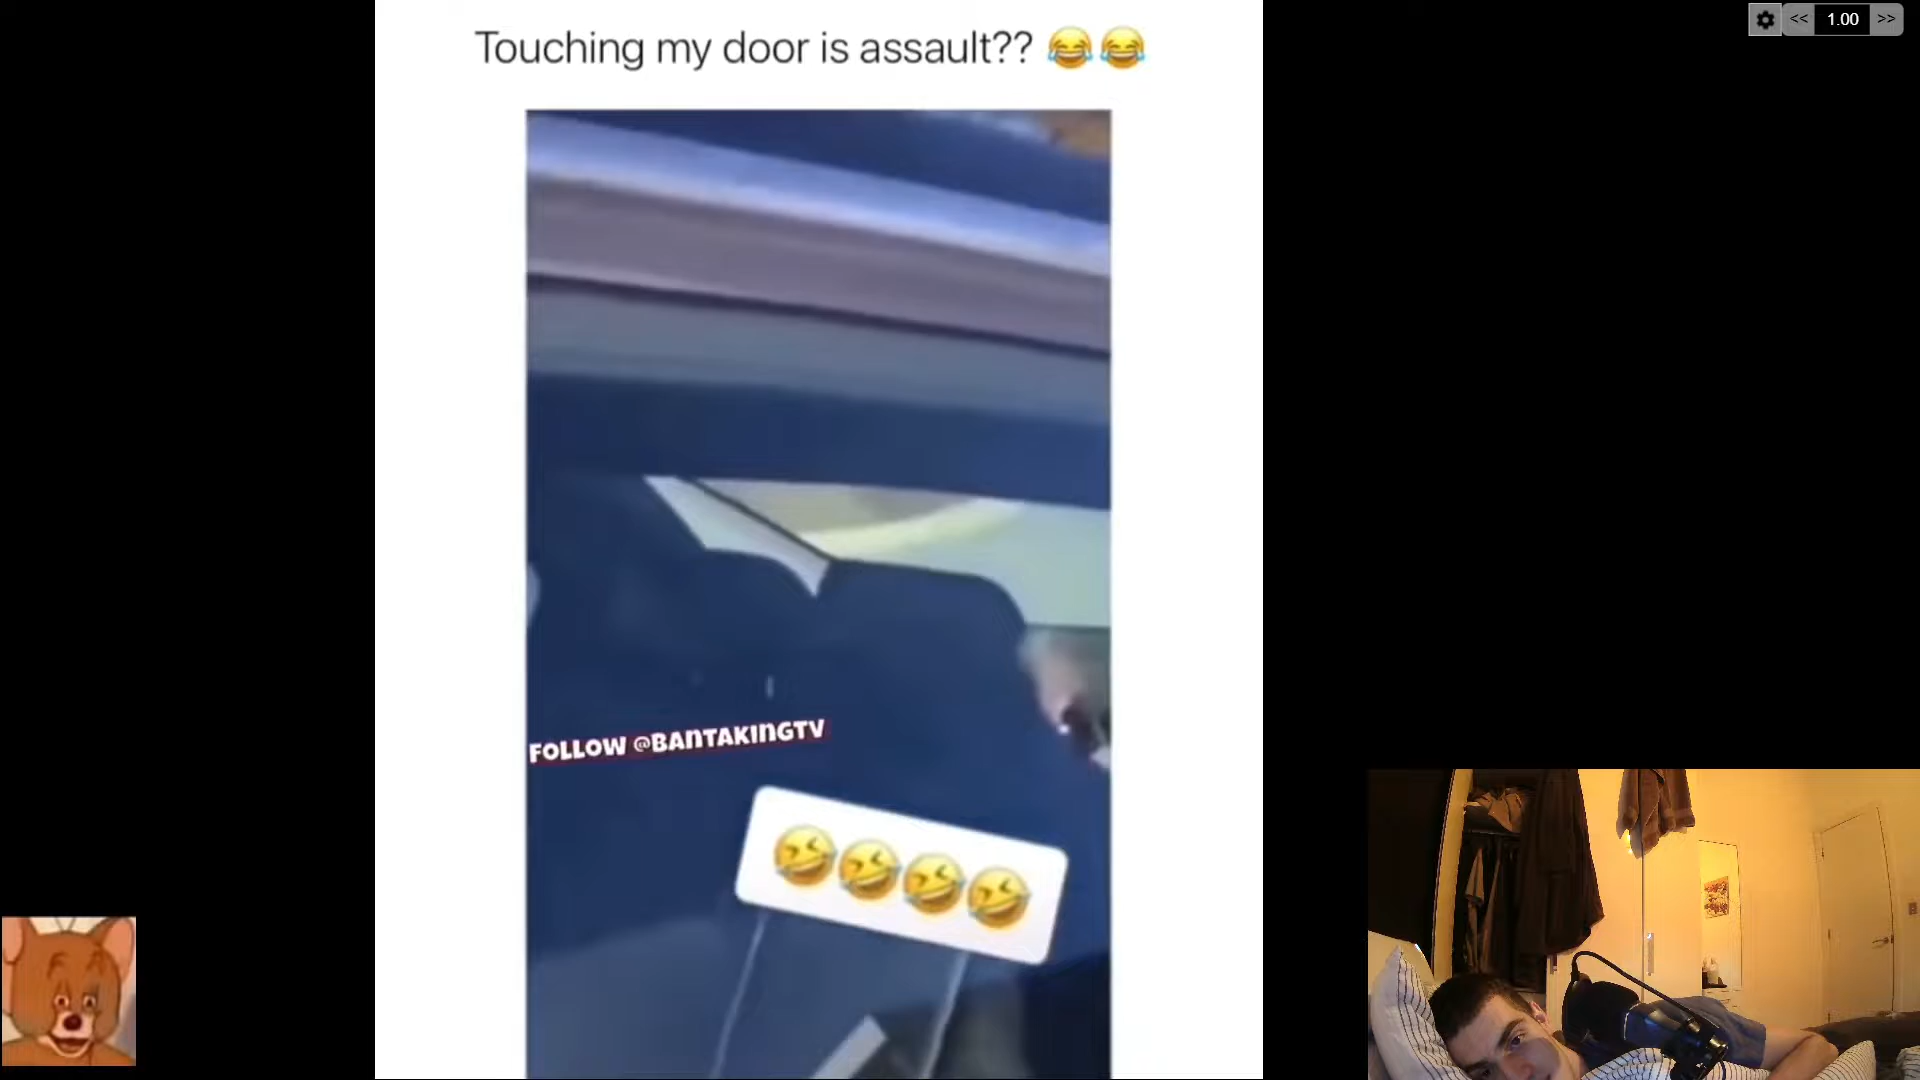 Touching my door is assault?? 😂😂
<< 1.00 >>
FOLLOW @BANTAKINGTV
🤣🤣🤣🤣